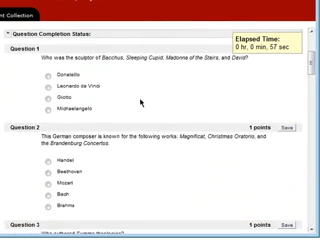 nt Collection
Question Completion Status:
Elapsed Time:
0 hr, 0 min, 57 sec
Question 1
Who was the sculptor of Bacchus, Sleeping Cupid, Madonna of the Stairs, and David?
Donatello
Leonardo da Vinci
Giotto
Michaelangelo
Question 2
1 points
Save
This German composer is known for the following works: Magnificat, Christmas Oratorio, and
the Brandenburg Concertos.
Handel
Beethoven
Mozart
Bach
Brahms
Question 3
1 points
Save